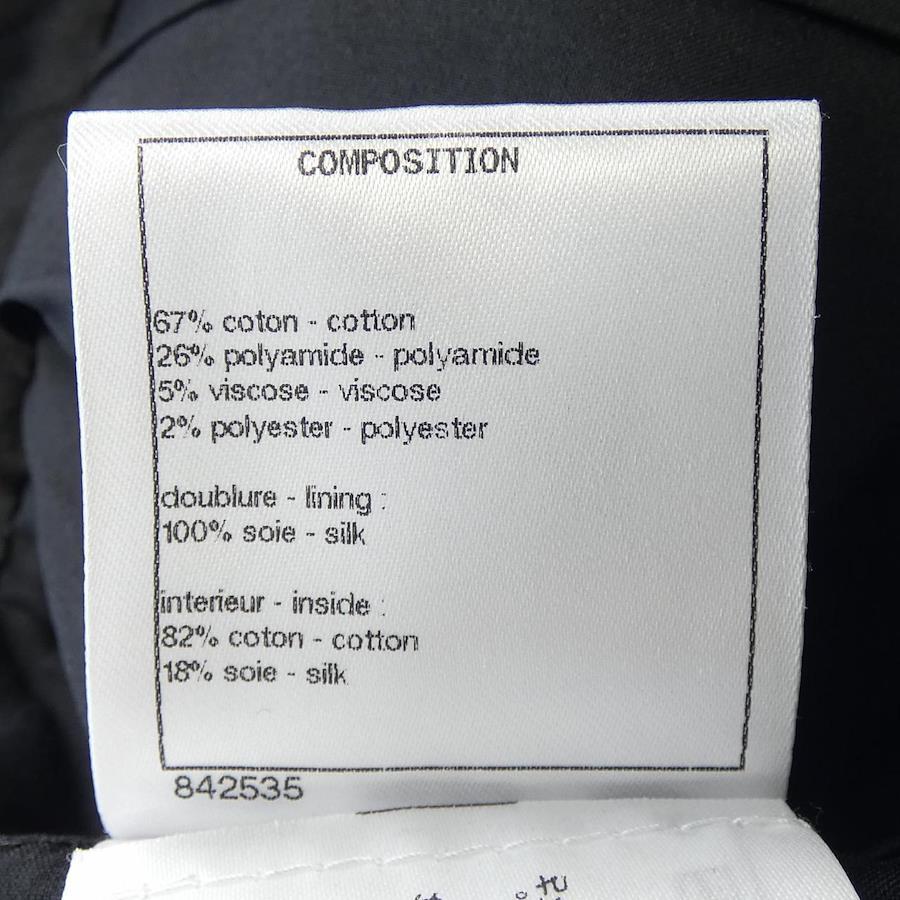 COMPOSITION
67% coton - cotton
26% polyamide - polyamide
5% viscose - viscose
2% polyester - polyester
doublure - lining :
100% soie - silk
interieur - inside :
82% coton - cotton
18% soie - silk
842535